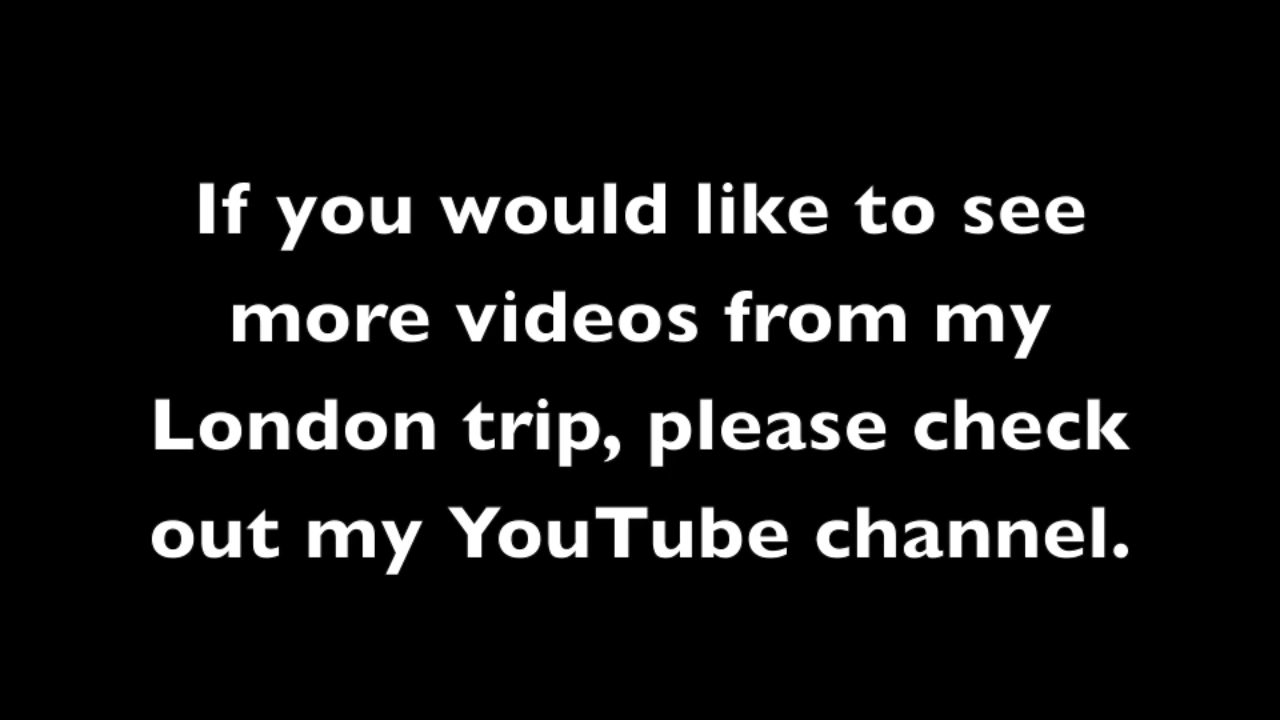 If you would like to see
more videos from my
London trip, please check
out my YouTube channel.